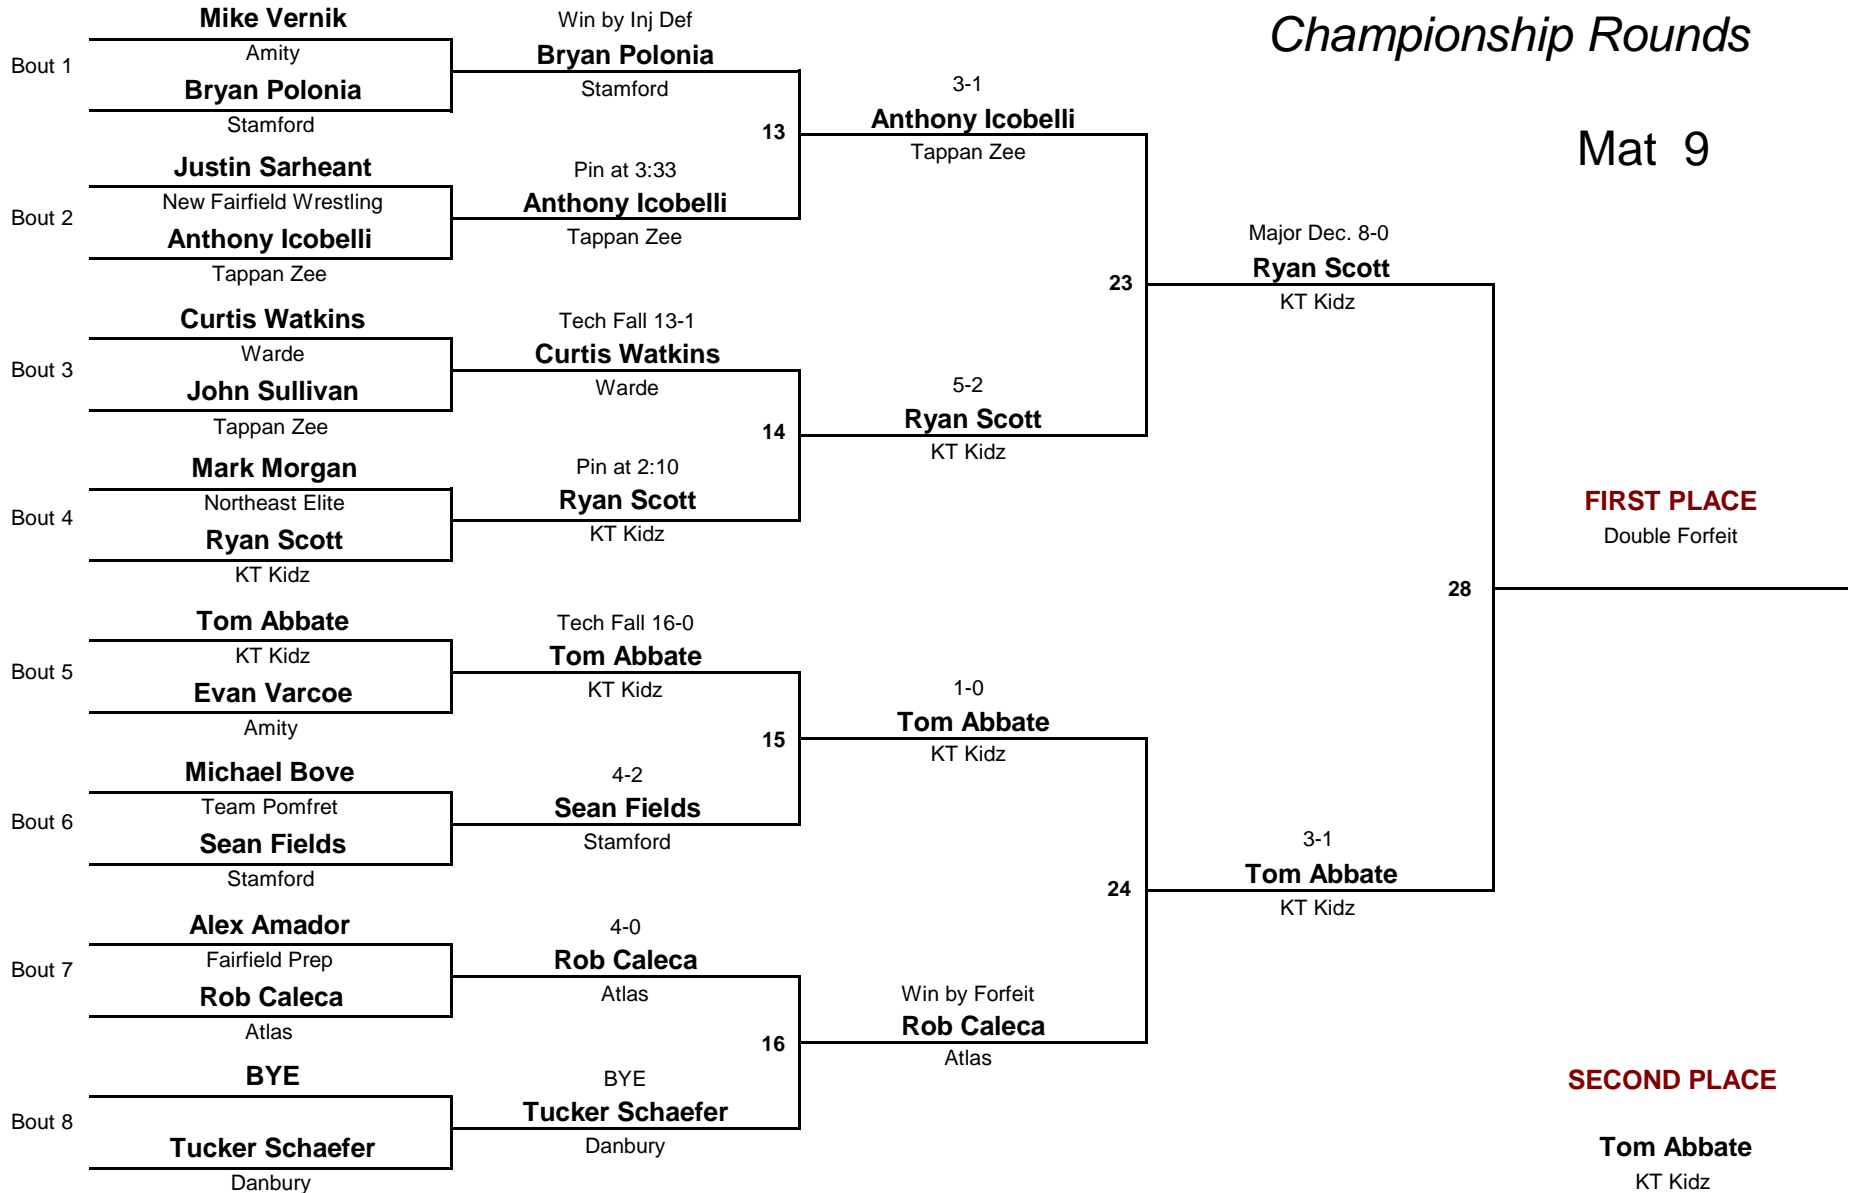 Championship Rounds
Mat 9
Bout 1
Mike Vernik
Amity
Bryan Polonia
Stamford
Bout 2
Justin Sarheant
New Fairfield Wrestling
Anthony Icobelli
Tappan Zee
Bout 3
Curtis Watkins
Warde
John Sullivan
Tappan Zee
Bout 4
Mark Morgan
Northeast Elite
Ryan Scott
KT Kidz
Bout 5
Tom Abbate
KT Kidz
Evan Varcoe
Amity
Bout 6
Michael Bove
Team Pomfret
Sean Fields
Stamford
Bout 7
Alex Amador
Fairfield Prep
Rob Caleca
Atlas
Bout 8
BYE
Tucker Schaefer
Danbury
Win by Inj Def
Bryan Polonia
Stamford
13
Pin at 3:33
Anthony Icobelli
Tappan Zee
Tech Fall 13-1
Curtis Watkins
Warde
14
Pin at 2:10
Ryan Scott
KT Kidz
Tech Fall 16-0
Tom Abbate
KT Kidz
15
4-2
Sean Fields
Stamford
4-0
Rob Caleca
Atlas
16
BYE
Tucker Schaefer
Danbury
3-1
Anthony Icobelli
Tappan Zee
23
5-2
Ryan Scott
KT Kidz
1-0
Tom Abbate
KT Kidz
24
Win by Forfeit
Rob Caleca
Atlas
Major Dec. 8-0
Ryan Scott
KT Kidz
28
3-1
Tom Abbate
KT Kidz
FIRST PLACE
Double Forfeit
SECOND PLACE
Tom Abbate
KT Kidz